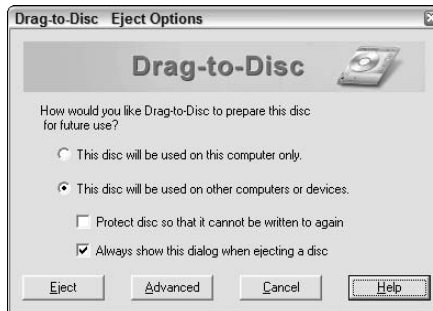 Drag-to-Disc Eject Options
Drag-to-Disc
How would you like Drag-to-Disc to prepare this disc
for future use?
This disc will be used on this computer only.
This disc will be used on other computers or devices.
Protect disc so that it cannot be written to again
Always show this dialog when ejecting a disc
Eject Advanced Cancel Help